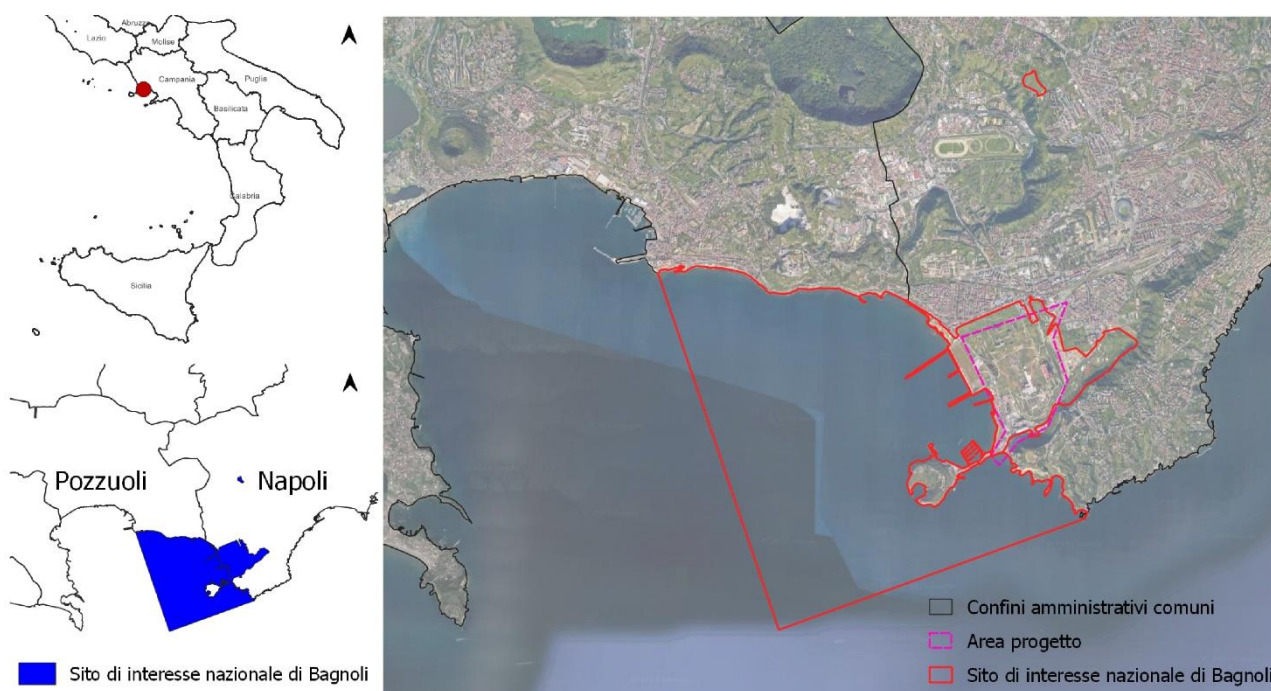 Abruzzo
Lazio
Molise
Campania
Puglia
Basilicata
Calabria
Sicilia
Pozzuoli
Napoli
Sito di interesse nazionale di Bagnoli
Confini amministrativi comuni
Area progetto
Sito di interesse nazionale di Bagnoli